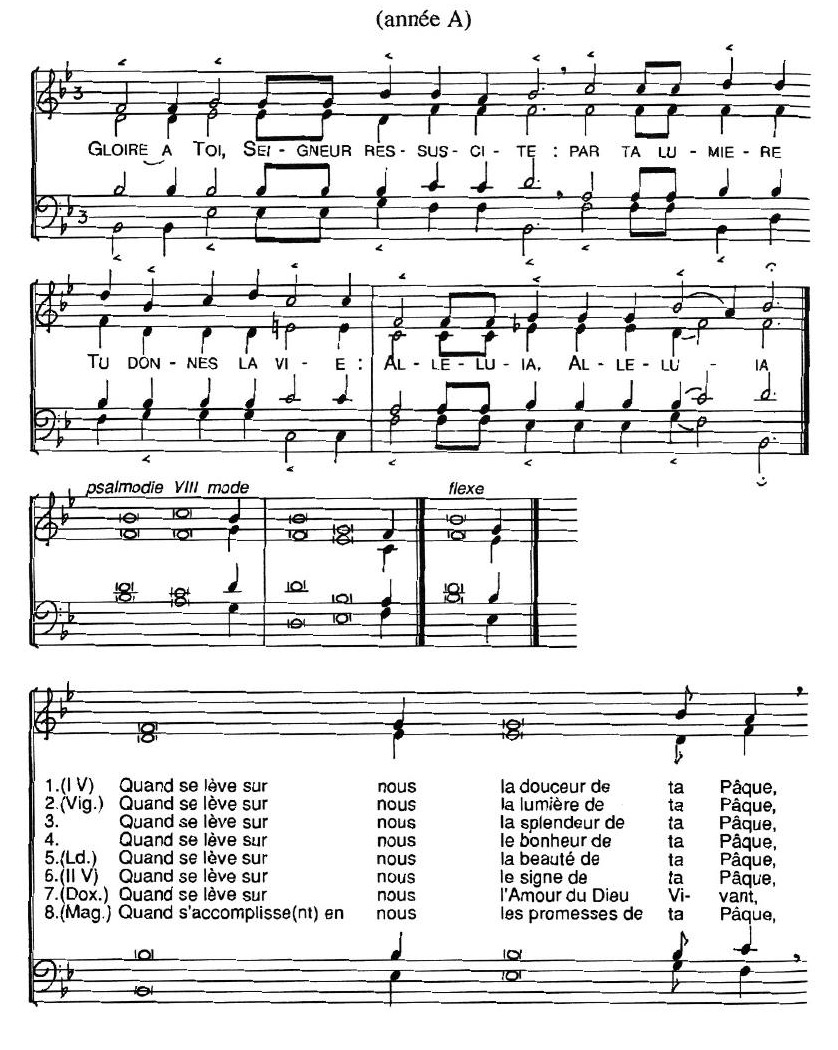 (année A)
3
GLOIRE A TOI, SEI - GNEUR RES - SUS - CI - TE : PAR TA LU - MIE - RE
3
TU DON - NES LA VI - E : AL - LE - LU - IA, AL - LE - LU - IA
psalmodie VIII mode flexe
1.(I V) Quand se lève sur nous la douceur de ta Pâque,
2.(Vig.) Quand se lève sur nous la lumière de ta Pâque,
3. Quand se lève sur nous la splendeur de ta Pâque,
4. Quand se lève sur nous le bonheur de ta Pâque,
5.(Ld.) Quand se lève sur nous la beauté de ta Pâque,
6.(II V) Quand se lève sur nous le signe de ta Pâque,
7.(Dox.) Quand se lève sur nous l'Amour du Dieu Vi- vant,
8.(Mag.) Quand s'accomplisse(nt) en nous les promesses de ta Pâque,